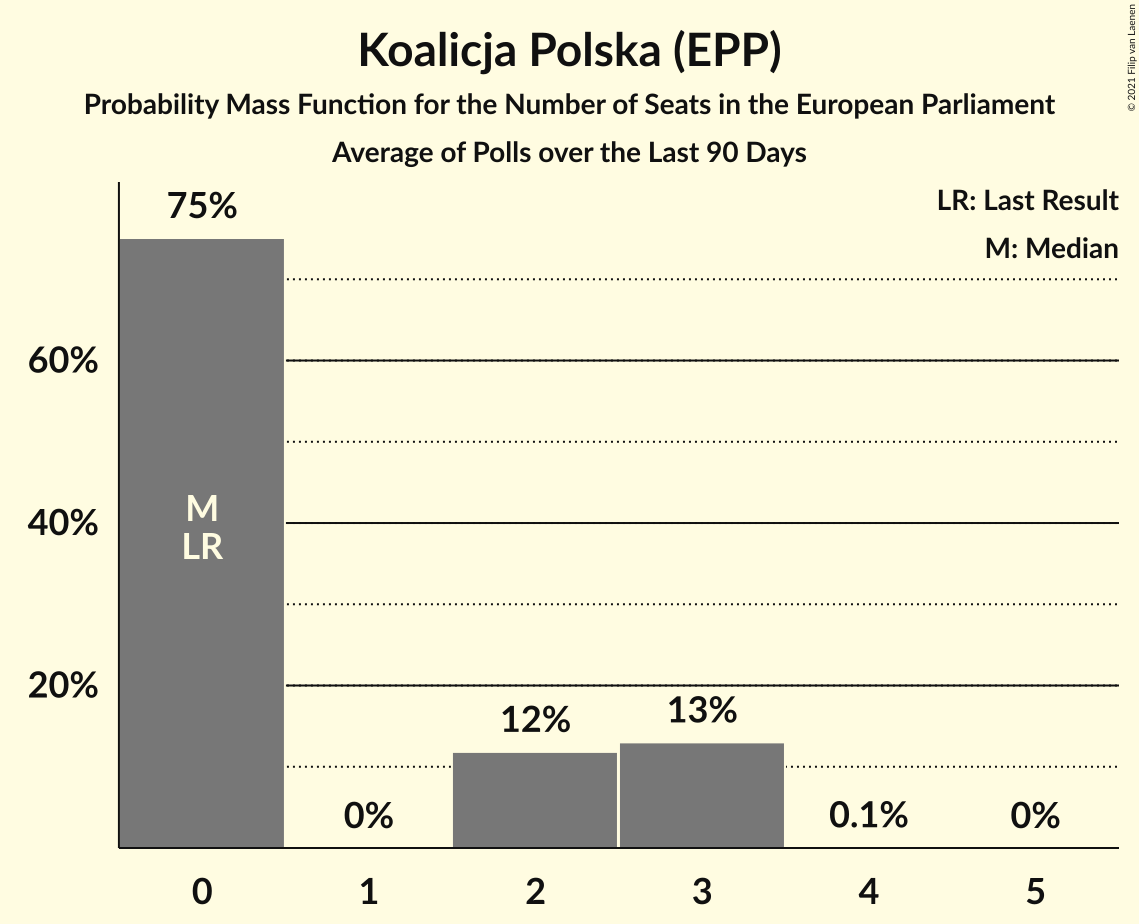 Koalicja Polska (EPP)
Probability Mass Function for the Number of Seats in the European Parliament
Average of Polls over the Last 90 Days
© 2021 Filip van Laenen
LR: Last Result
M: Median
75%
60%
40%
20%
M
LR
0%
12%
13%
0.1%
0%
0 1 2 3 4 5